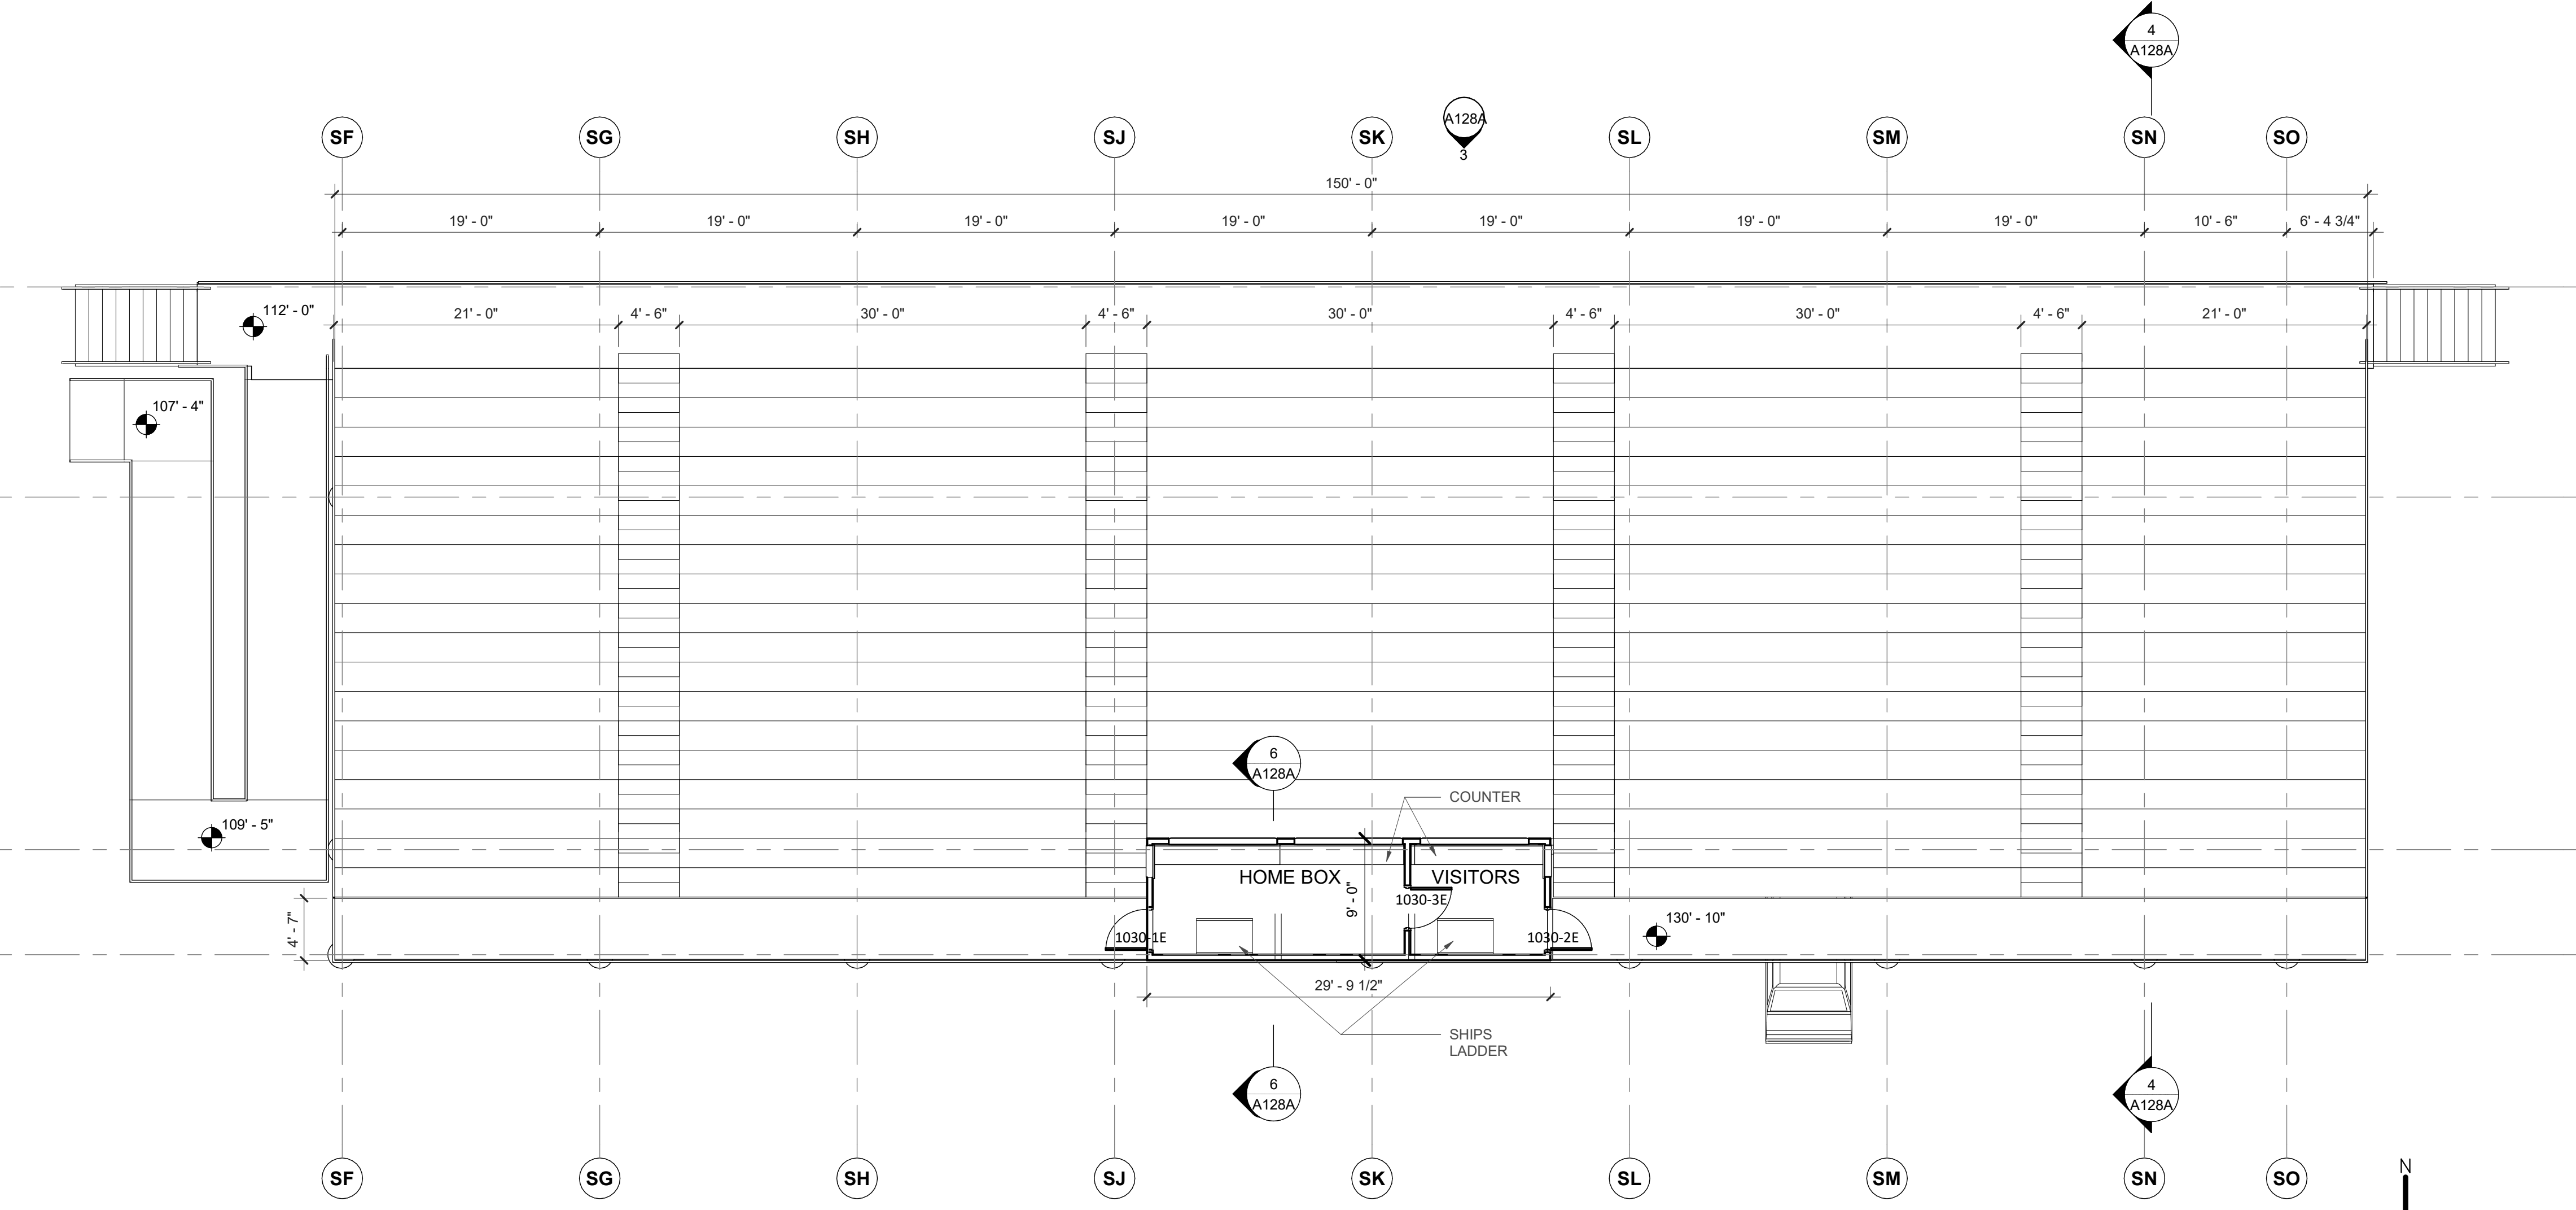 4
A128A
SF
SG
SH
SJ
SK
A128A
3
SL
SM
SN
SO
150' - 0"
19' - 0"
19' - 0"
19' - 0"
19' - 0"
19' - 0"
19' - 0"
19' - 0"
10' - 6"
6' - 4 3/4"
112' - 0"
21' - 0"
4' - 6"
30' - 0"
4' - 6"
30' - 0"
4' - 6"
30' - 0"
4' - 6"
21' - 0"
107' - 4"
6
A128A
COUNTER
109' - 5"
HOME BOX
VISITORS
9' - 0"
1030-3E
4' - 7"
1030-1E
1030-2E
130' - 10"
29' - 9 1/2"
SHIPS
LADDER
6
A128A
4
A128A
SF
SG
SH
SJ
SK
SL
SM
SN
SO
N